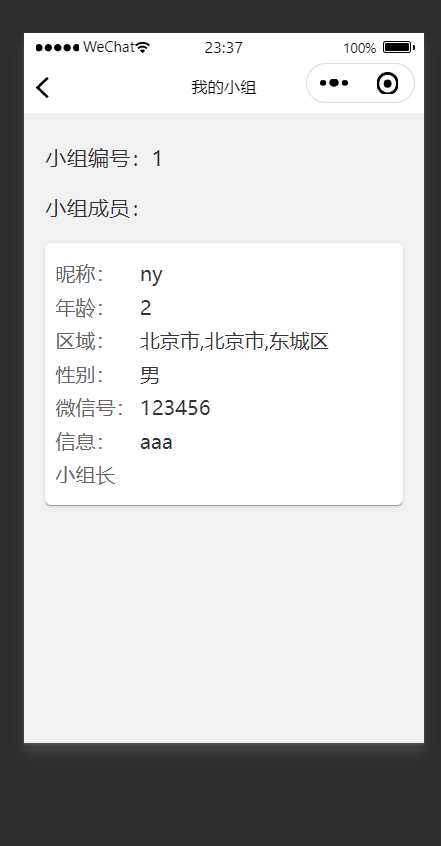 WeChat 23:37 100%
我的小组
小组编号：1
小组成员：
昵称： ny
年龄： 2
区域： 北京市,北京市,东城区
性别： 男
微信号： 123456
信息： aaa
小组长